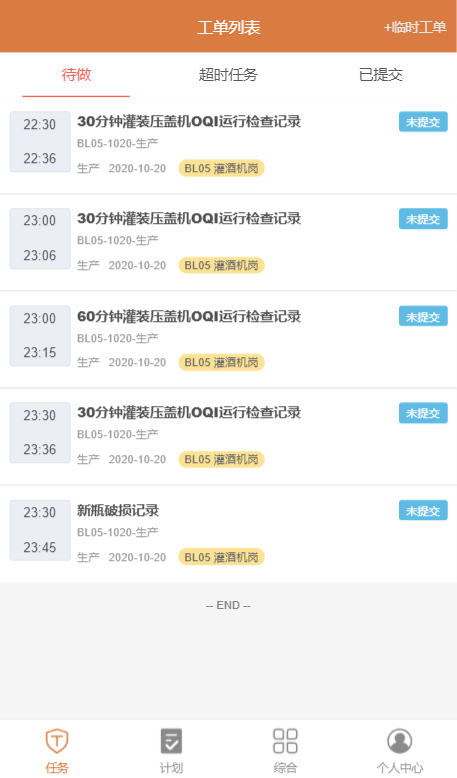 工单列表 +临时工单
待做 超时任务 已提交
22:30 30分钟灌装压盖机OQI运行检查记录 未提交
BL05-1020-生产
22:36
生产 2020-10-20 BL05 灌酒机岗
23:00 30分钟灌装压盖机OQI运行检查记录 未提交
BL05-1020-生产
23:06
生产 2020-10-20 BL05 灌酒机岗
23:00 60分钟灌装压盖机OQI运行检查记录 未提交
BL05-1020-生产
23:15
生产 2020-10-20 BL05 灌酒机岗
23:30 30分钟灌装压盖机OQI运行检查记录 未提交
BL05-1020-生产
23:36
生产 2020-10-20 BL05 灌酒机岗
23:30 新瓶破损记录 未提交
BL05-1020-生产
23:45
生产 2020-10-20 BL05 灌酒机岗
-- END --
任务 计划 综合 个人中心